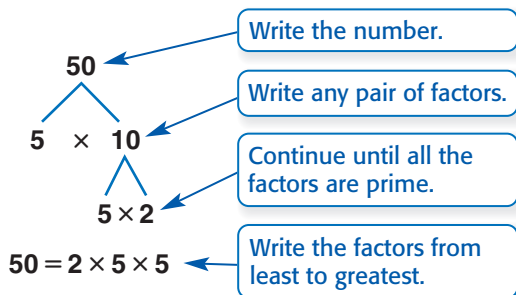 Write the number.
50
Write any pair of factors.
5 × 10
Continue until all the
factors are prime.
5 × 2
Write the factors from
least to greatest.
50 = 2 × 5 × 5